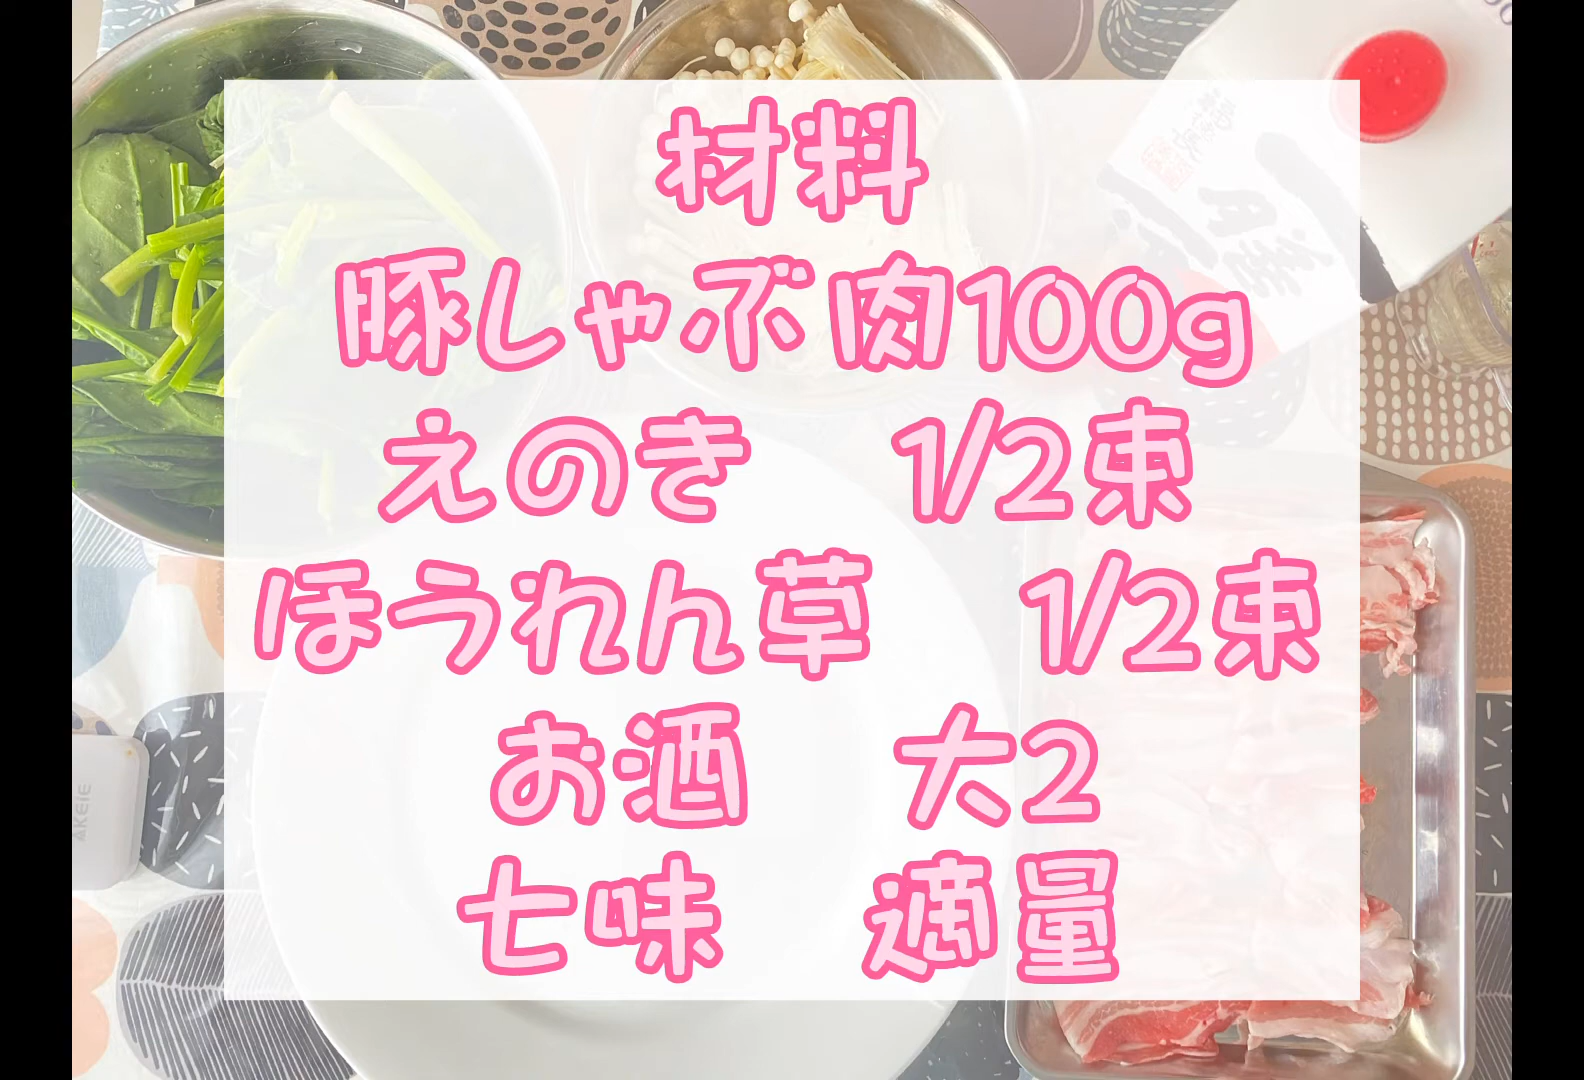 材料
豚しゃぶ肉100g
えのき　1/2束
ほうれん草　1/2束
お酒　大2
七味　適量
AKEIE